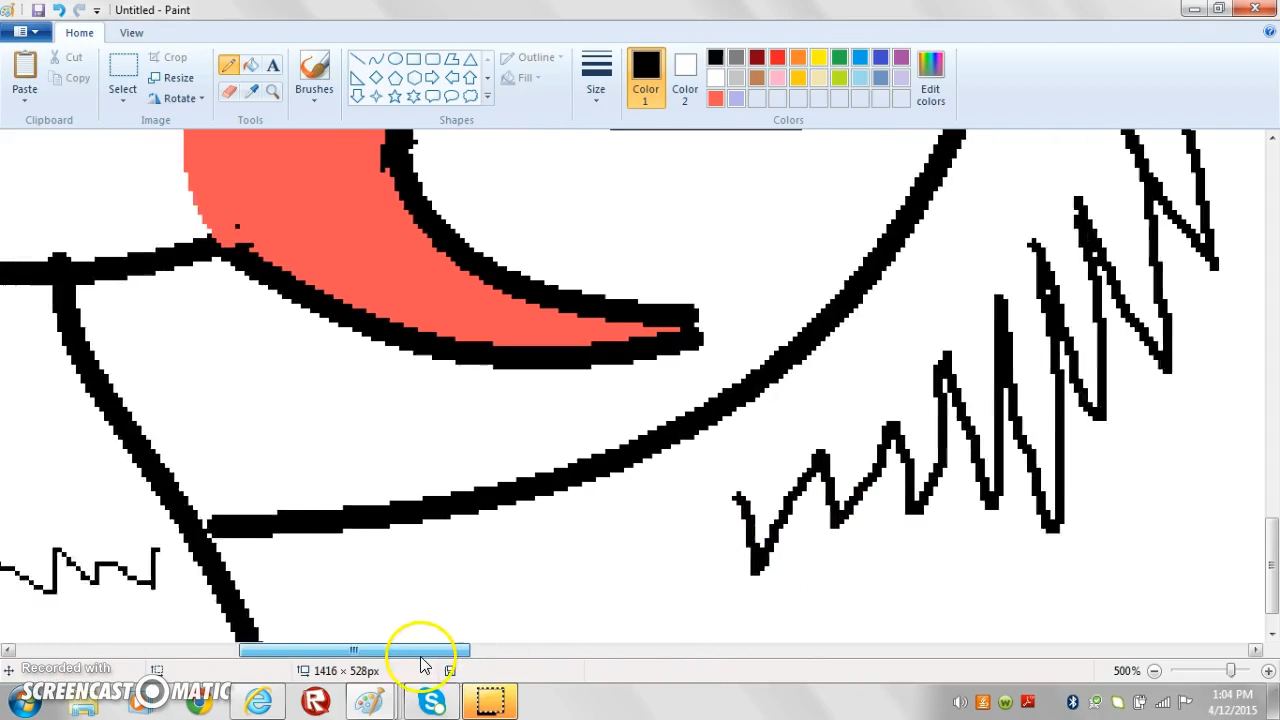 Untitled - Paint
Home View
Paste
Cut
Copy
Clipboard
Select
Crop
Resize
Rotate
Image
A
Tools
Brushes
Outline
Fill
Shapes
Size
Color 1
Color 2
Edit colors
Colors
Recorded with
SCREENCAST MATIC
1416 × 528px
500%
1:04 PM
4/12/2015